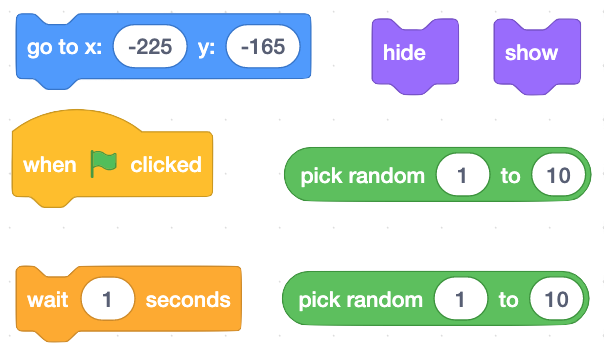 go to x: -225 y: -165
hide
show
when clicked
pick random 1 to 10
wait 1 seconds
pick random 1 to 10